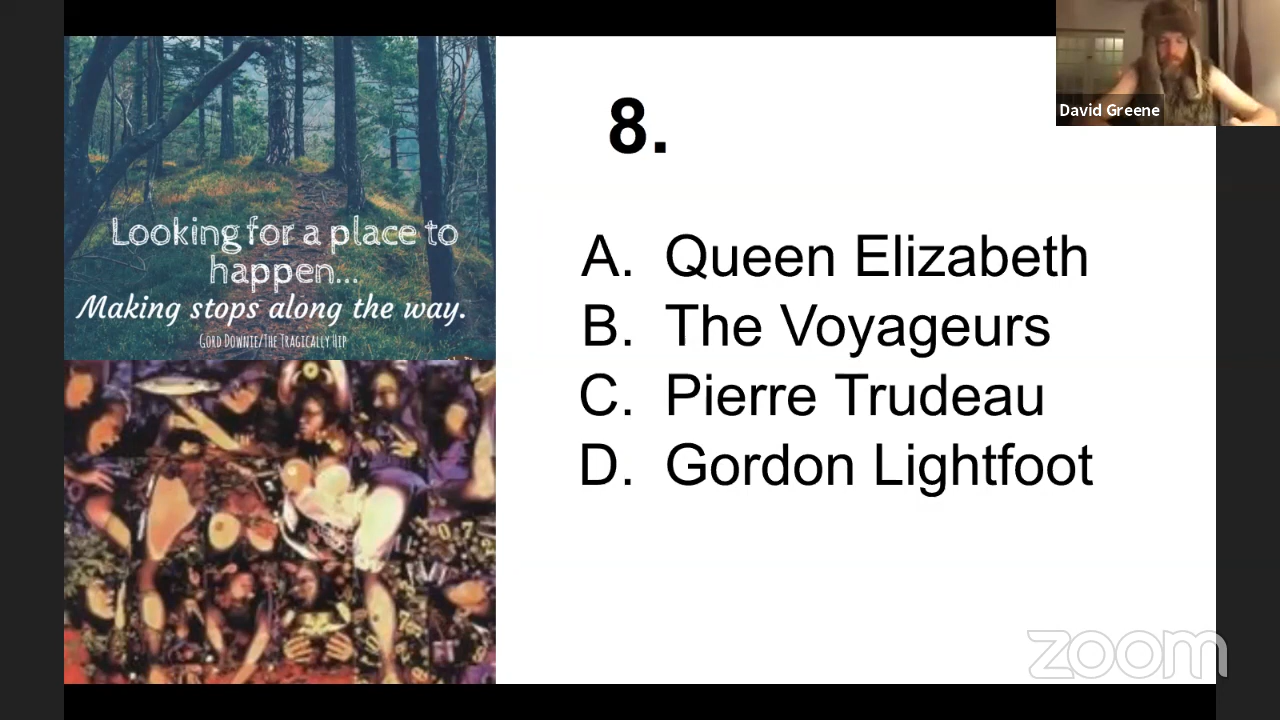 David Greene
8.
Looking for a place to
happen...
Making stops along the way.
Gord Downie/The Tragically Hip
A. Queen Elizabeth
B. The Voyageurs
C. Pierre Trudeau
D. Gordon Lightfoot
zoom